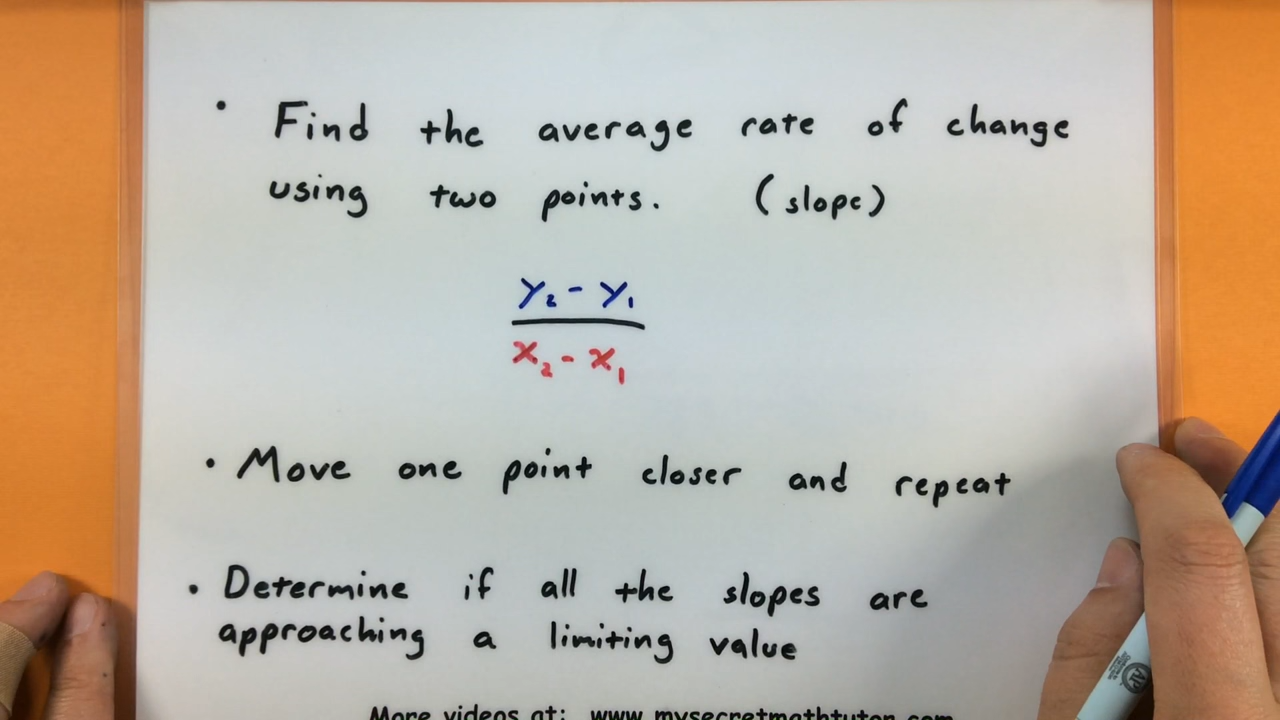 • Find the average rate of change
using two points. (slope)
y₂ - y₁
x₂ - x₁
• Move one point closer and repeat
• Determine if all the slopes are
approaching a limiting value
More videos at: www.mysecretmathtutor.com